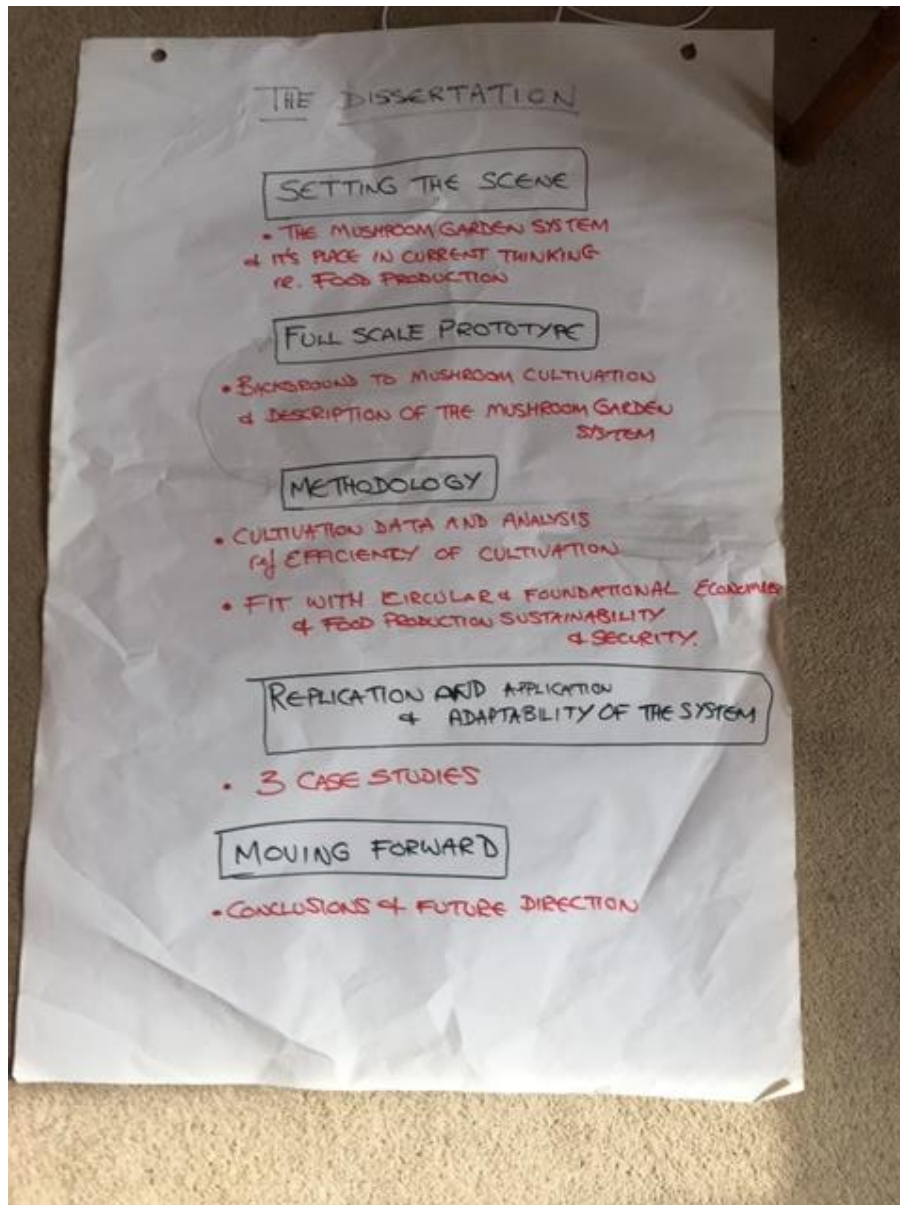 THE DISSERTATION
SETTING THE SCENE
• THE MUSHROOM GARDEN SYSTEM
& IT'S PLACE IN CURRENT THINKING
re. FOOD PRODUCTION
FULL SCALE PROTOTYPE
• BACKGROUND TO MUSHROOM CULTIVATION
& DESCRIPTION OF THE MUSHROOM GARDEN
SYSTEM
METHODOLOGY
• CULTIVATION DATA AND ANALYSIS
ref EFFICIENCY OF CULTIVATION
• FIT WITH CIRCULAR & FOUNDATIONAL ECONOMIES
& FOOD PRODUCTION SUSTAINABILITY
& SECURITY.
REPLICATION AND APPLICATION
& ADAPTABILITY OF THE SYSTEM
• 3 CASE STUDIES
MOVING FORWARD
• CONCLUSIONS & FUTURE DIRECTION